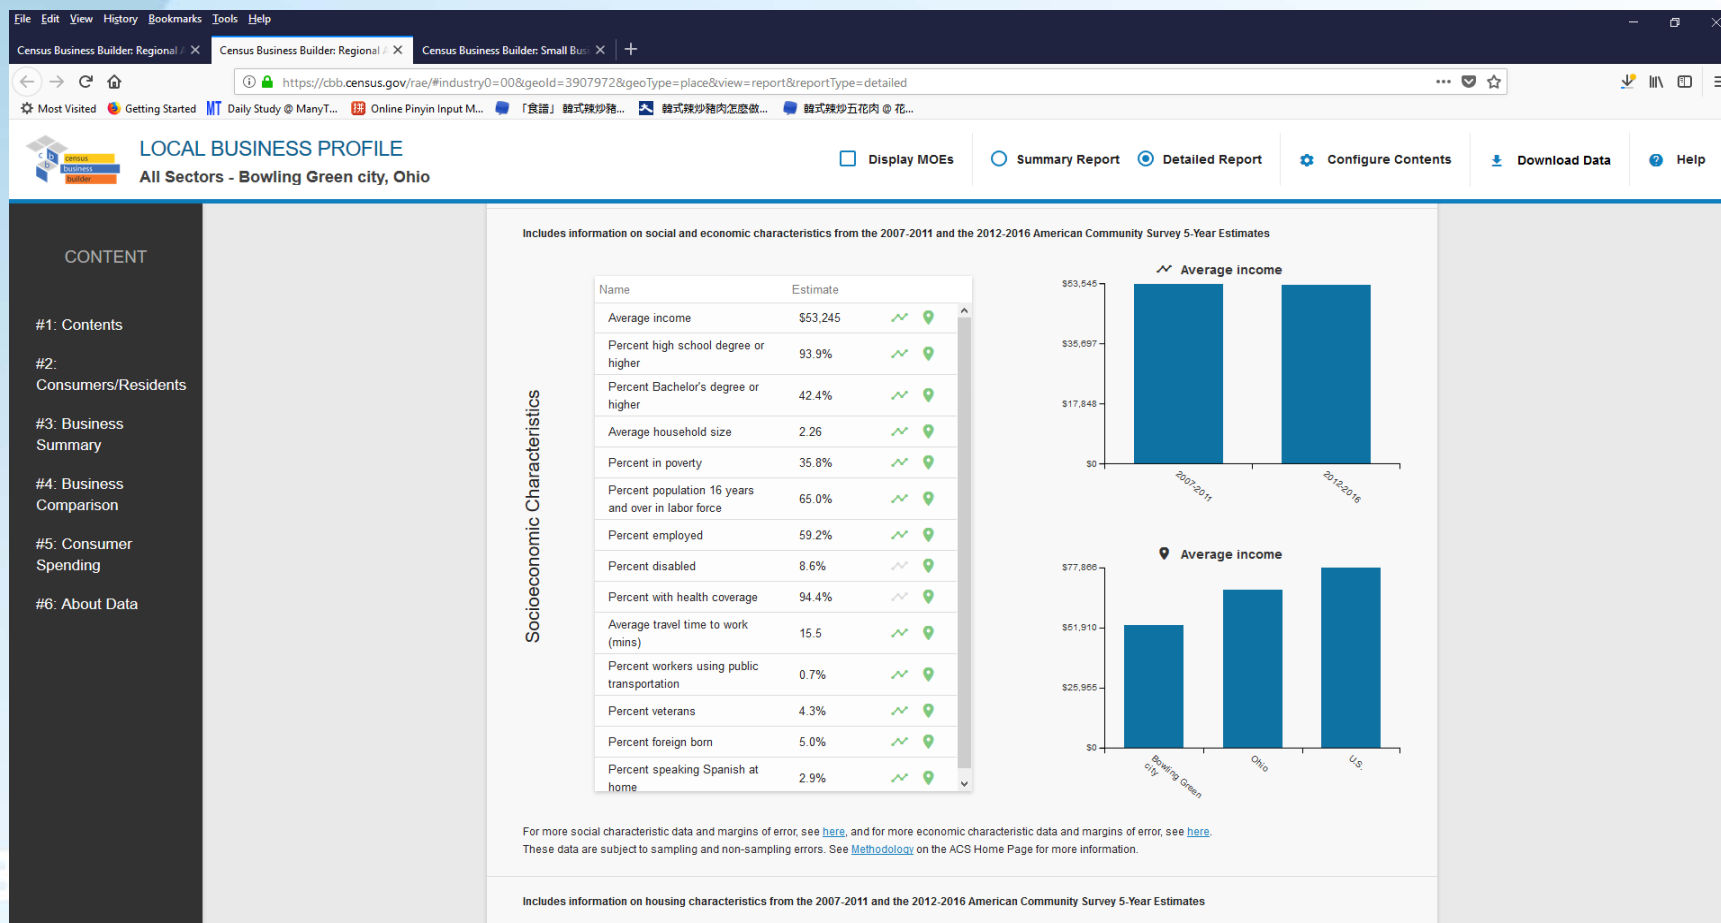 File Edit View History Bookmarks Tools Help
Census Business Builder: Regional A
Census Business Builder: Regional A
Census Business Builder: Small Bus
https://cbb.census.gov/rae/#industry0=00&geoId=3907972&geoType=place&view=report&reportType=detailed
Most Visited Getting Started Daily Study @ ManyT... Online Pinyin Input M... 「食譜」韓式辣炒豬... 韓式辣炒豬肉怎麼做... 韓式辣炒五花肉 @ 花...
census business builder
LOCAL BUSINESS PROFILE
All Sectors - Bowling Green city, Ohio
Display MOEs Summary Report Detailed Report Configure Contents Download Data Help
CONTENT
#1: Contents
#2:
Consumers/Residents
#3: Business
Summary
#4: Business
Comparison
#5: Consumer
Spending
#6: About Data
Includes information on social and economic characteristics from the 2007-2011 and the 2012-2016 American Community Survey 5-Year Estimates
Socioeconomic Characteristics
Name Estimate
Average income $53,245
Percent high school degree or
higher 93.9%
Percent Bachelor's degree or
higher 42.4%
Average household size 2.26
Percent in poverty 35.8%
Percent population 16 years
and over in labor force 65.0%
Percent employed 59.2%
Percent disabled 8.6%
Percent with health coverage 94.4%
Average travel time to work
(mins) 15.5
Percent workers using public
transportation 0.7%
Percent veterans 4.3%
Percent foreign born 5.0%
Percent speaking Spanish at
home 2.9%
Average income
$53,545
$35,697
$17,848
$0
2007-2011
2012-2016
Average income
$77,866
$51,910
$25,955
$0
Bowling Green
city
Ohio
U.S.
For more social characteristic data and margins of error, see here, and for more economic characteristic data and margins of error, see here.
These data are subject to sampling and non-sampling errors. See Methodology on the ACS Home Page for more information.
Includes information on housing characteristics from the 2007-2011 and the 2012-2016 American Community Survey 5-Year Estimates